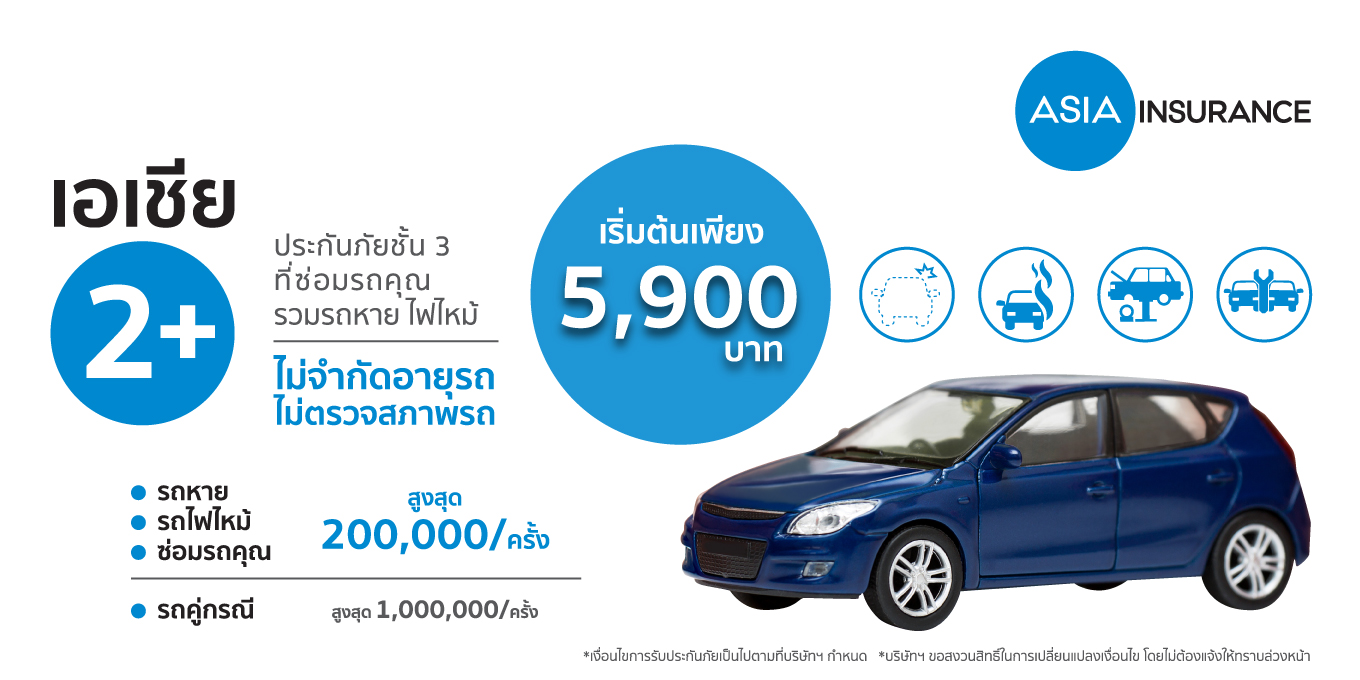 ASIA INSURANCE
เอเชีย
2+
ประกันภัยชั้น 3
ที่ซ่อมรถคุณ
รวมรถหาย ไฟไหม้
ไม่จำกัดอายุรถ
ไม่ตรวจสภาพรถ
เริ่มต้นเพียง
5,900
บาท
รถหาย
รถไฟไหม้
ซ่อมรถคุณ
สูงสุด
200,000/ครั้ง
รถคู่กรณี
สูงสุด 1,000,000/ครั้ง
*เงื่อนไขการรับประกันภัยเป็นไปตามที่บริษัทฯ กำหนด *บริษัทฯ ขอสงวนสิทธิ์ในการเปลี่ยนแปลงเงื่อนไข โดยไม่ต้องแจ้งให้ทราบล่วงหน้า